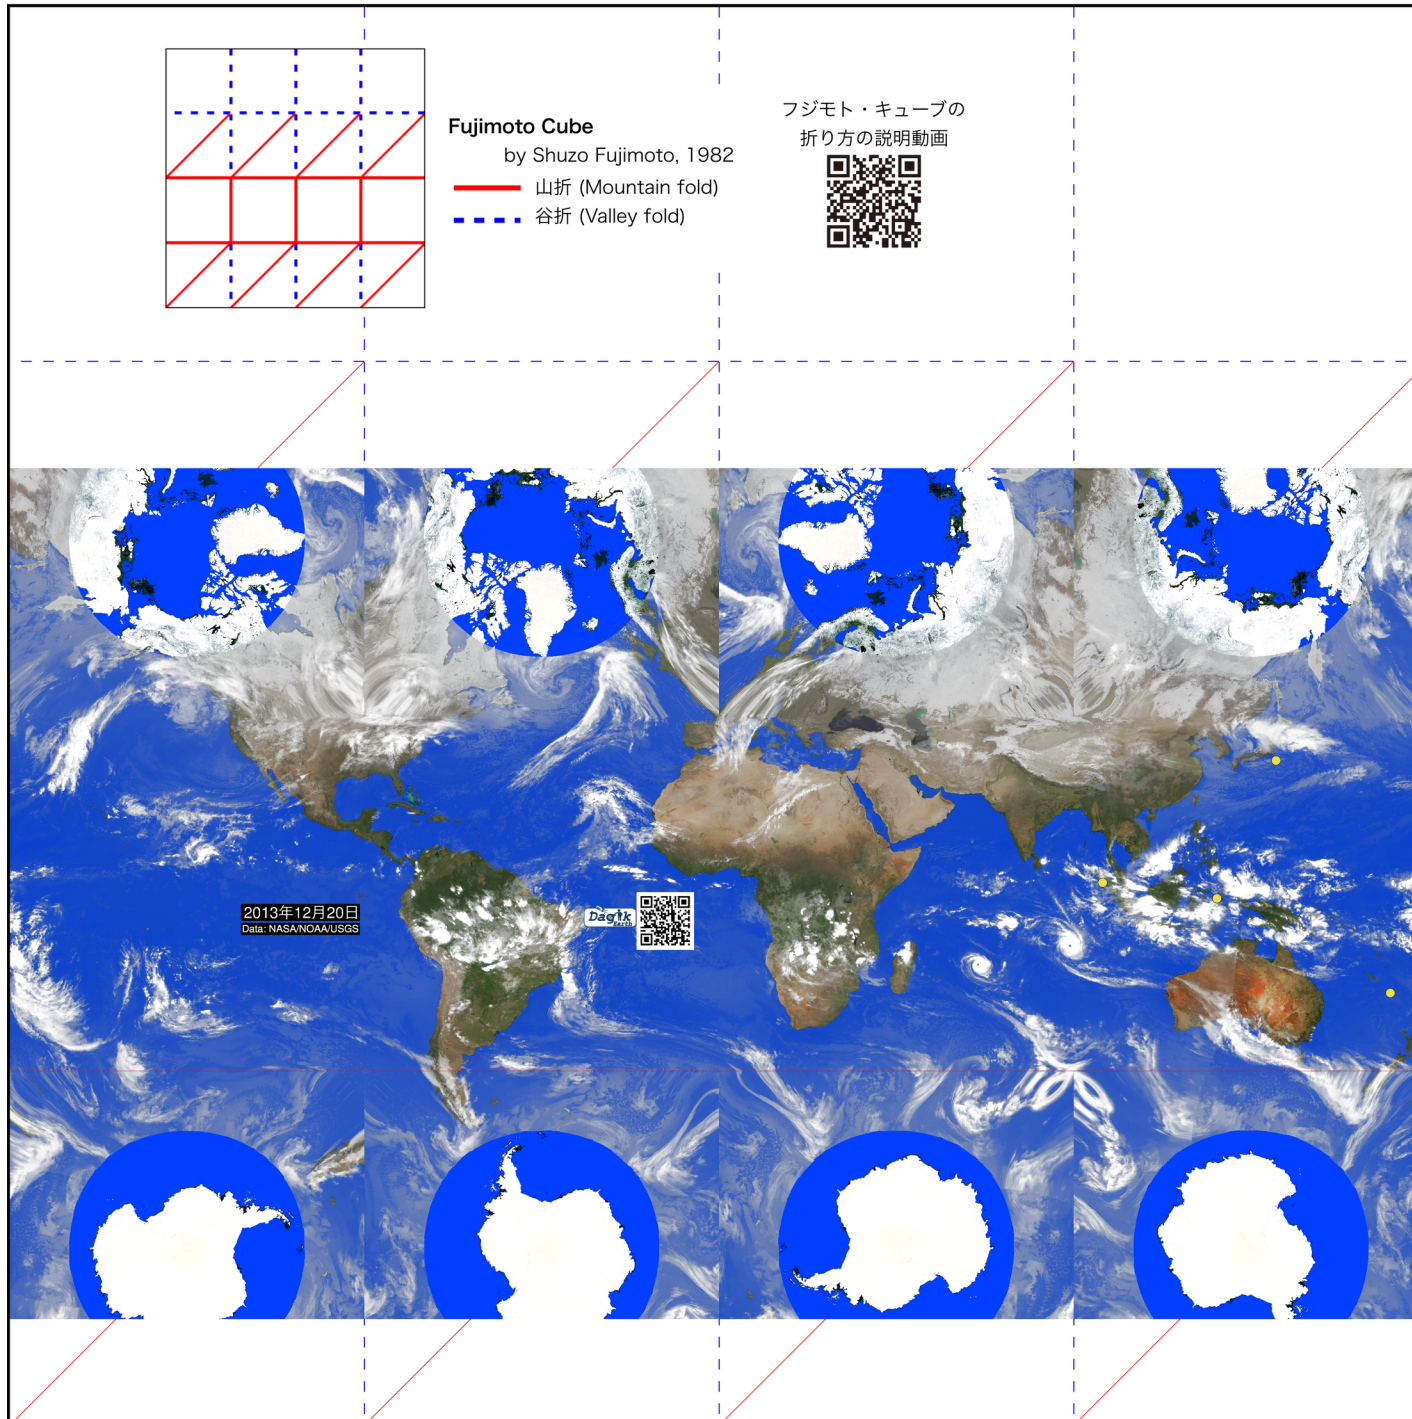 Fujimoto Cube
by Shuzo Fujimoto, 1982
山折 (Mountain fold)
谷折 (Valley fold)
フジモト・キューブの
折り方の説明動画
2013年12月20日
Data: NASA/NOAA/USGS
Dagik
Earth